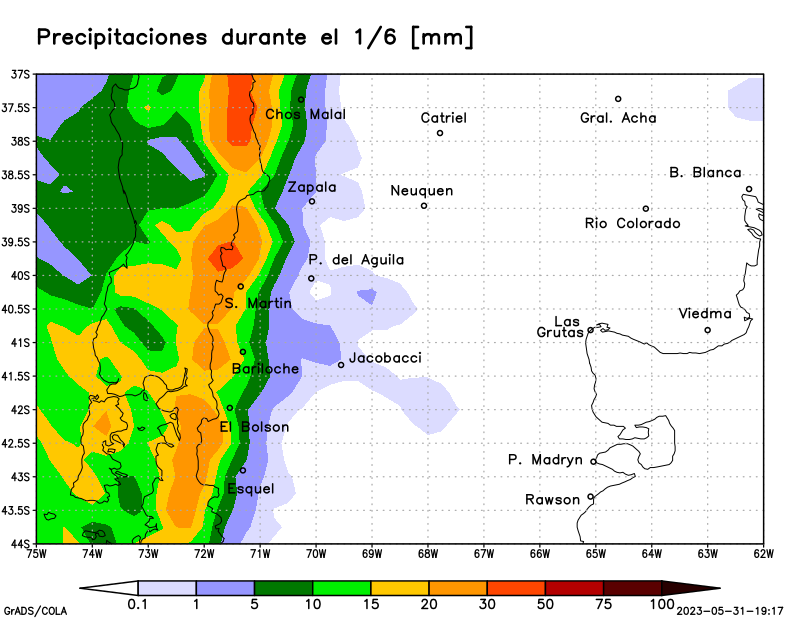 Precipitaciones durante el 1/6 [mm]
37S
37.5S
Chos Malal
Catriel
Gral. Acha
38S
38.5S
B. Blanca
Zapala
Neuquen
39S
Rio Colorado
39.5S
P. del Aguila
40S
S. Martin
40.5S
Viedma
Las
Grutas
41S
Jacobacci
Bariloche
41.5S
42S
El Bolson
42.5S
P. Madryn
43S
Esquel
Rawson
43.5S
44S
75W 74W 73W 72W 71W 70W 69W 68W 67W 66W 65W 64W 63W 62W
0.1 1 5 10 15 20 30 50 75 100
GrADS/COLA
2023-05-31-19:17